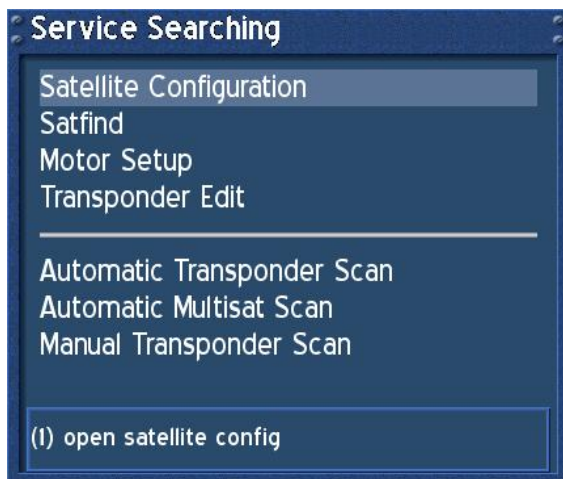 Service Searching
Satellite Configuration
Satfind
Motor Setup
Transponder Edit
Automatic Transponder Scan
Automatic Multisat Scan
Manual Transponder Scan
(1) open satellite config